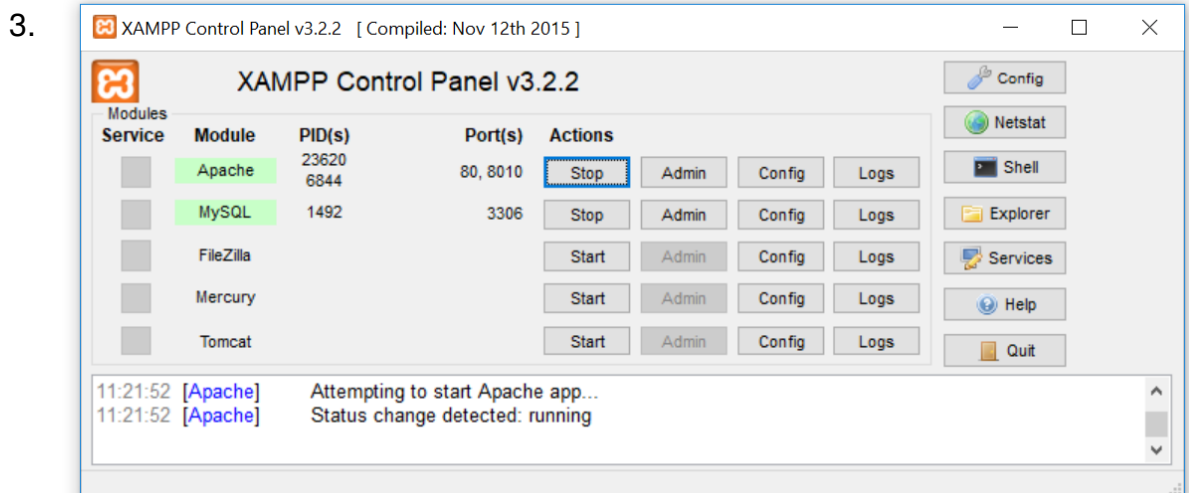 3.
XAMPP Control Panel v3.2.2 [ Compiled: Nov 12th 2015 ]
XAMPP Control Panel v3.2.2
Config
Modules
Service Module PID(s) Port(s) Actions
Netstat
Apache 23620 6844 80, 8010 Stop Admin Config Logs
Shell
MySQL 1492 3306 Stop Admin Config Logs
Explorer
FileZilla Start Admin Config Logs
Services
Mercury Start Admin Config Logs
Help
Tomcat Start Admin Config Logs
Quit
11:21:52 [Apache] Attempting to start Apache app...
11:21:52 [Apache] Status change detected: running